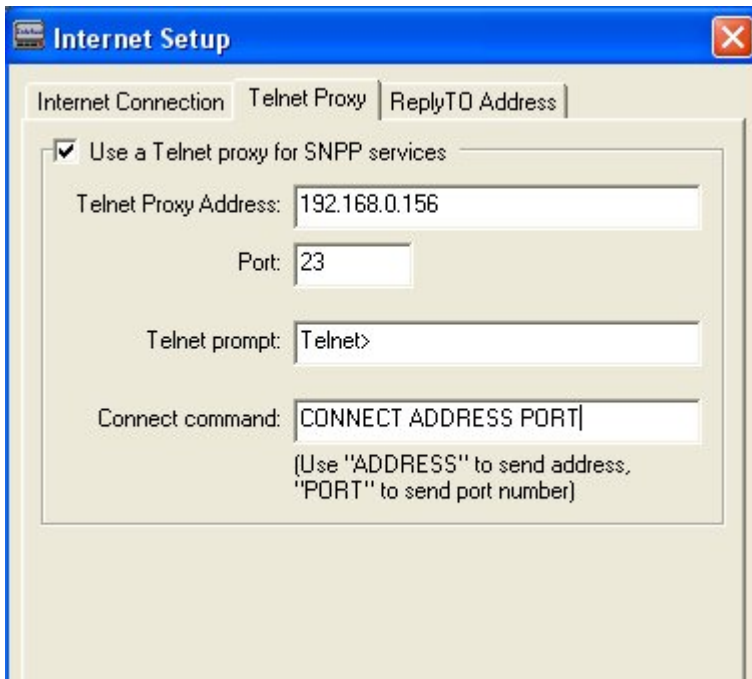 Internet Setup
Internet Connection
Telnet Proxy
ReplyTO Address
Use a Telnet proxy for SNPP services
Telnet Proxy Address: 192.168.0.156
Port: 23
Telnet prompt: Telnet>
Connect command: CONNECT ADDRESS PORT
(Use "ADDRESS" to send address,
"PORT" to send port number)